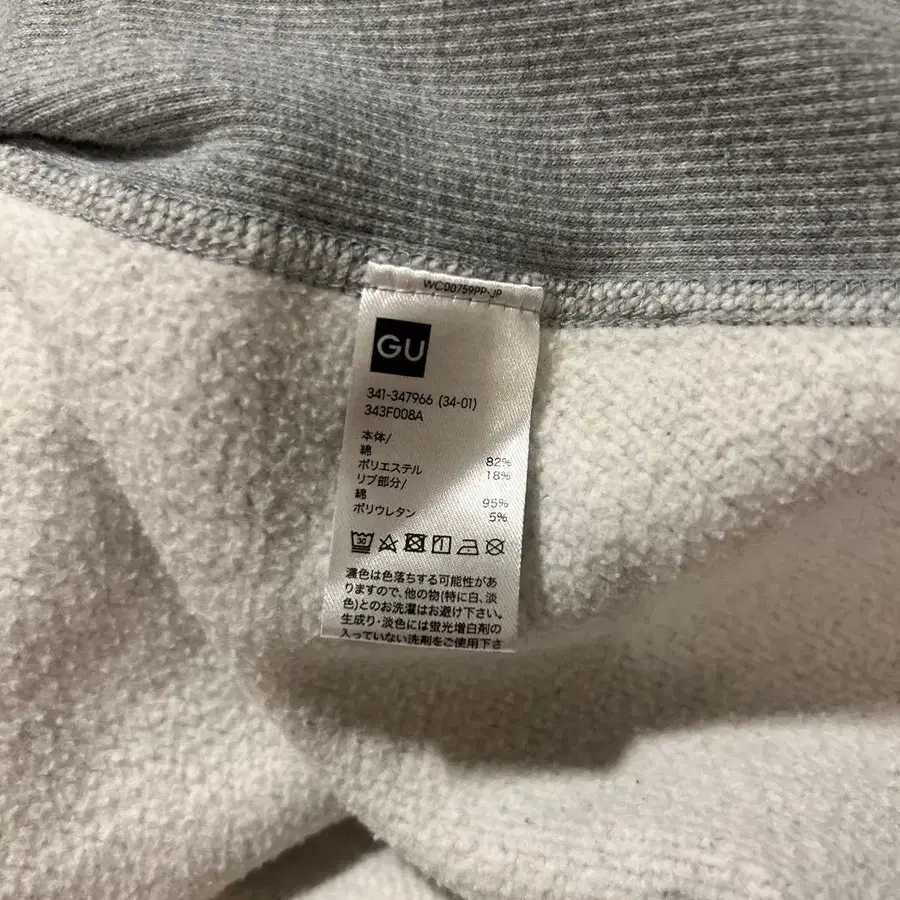 WC00759PP-JP
GU
341-347966 (34-01)
343F008A
本体/
綿 82%
ポリエステル 18%
リブ部分/
綿 95%
ポリウレタン 5%
30
濃色は色落ちする可能性があ
りますので、他の物(特に白、淡
色)とのお洗濯はお避け下さい。
生成り・淡色には蛍光増白剤の
入っていない洗剤をご使用下さ